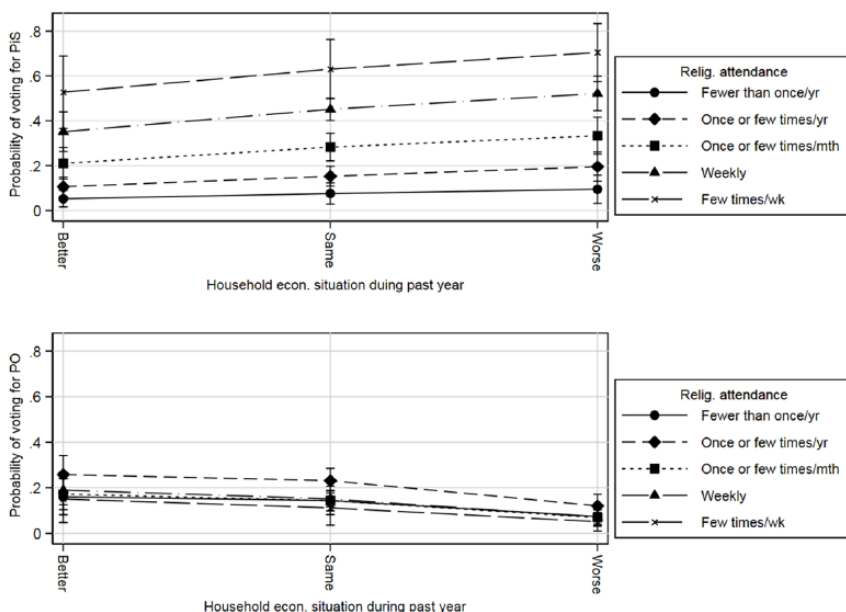 Probability of voting for PiS
.8
.6
.4
.2
0
Better
Same
Worse
Household econ. situation duing past year
Relig. attendance
Fewer than once/yr
Once or few times/yr
Once or few times/mth
Weekly
Few times/wk
Probability of voting for PO
.8
.6
.4
.2
0
Better
Same
Worse
Household econ. situation during past year
Relig. attendance
Fewer than once/yr
Once or few times/yr
Once or few times/mth
Weekly
Few times/wk